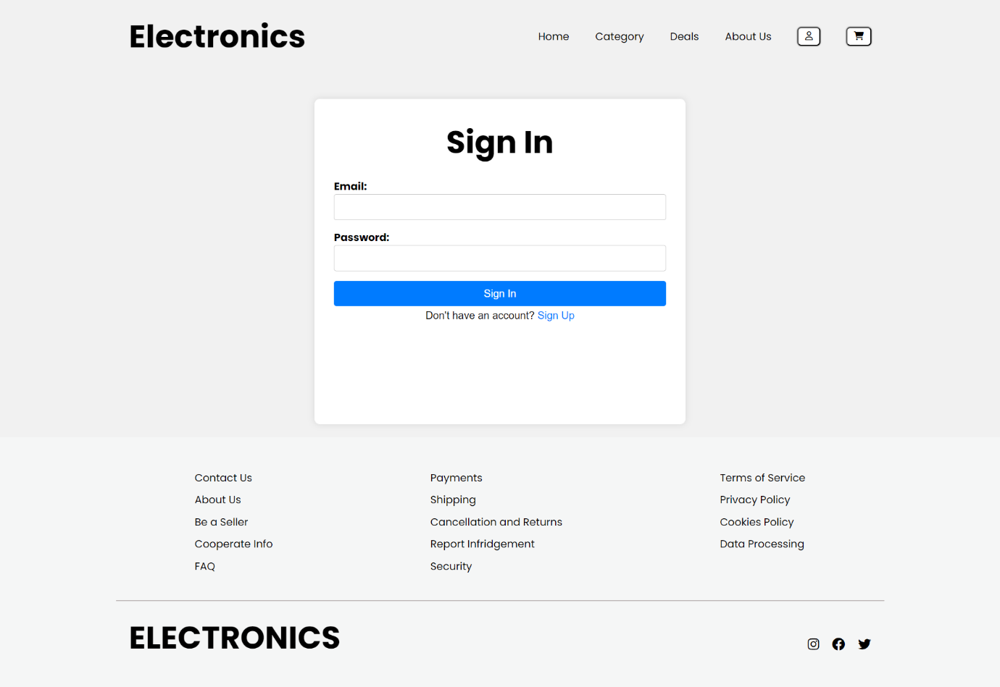 Electronics
Home
Category
Deals
About Us
Sign In
Email:
Password:
Sign In
Don't have an account? Sign Up
Contact Us
About Us
Be a Seller
Cooperate Info
FAQ
Payments
Shipping
Cancellation and Returns
Report Infridgement
Security
Terms of Service
Privacy Policy
Cookies Policy
Data Processing
ELECTRONICS